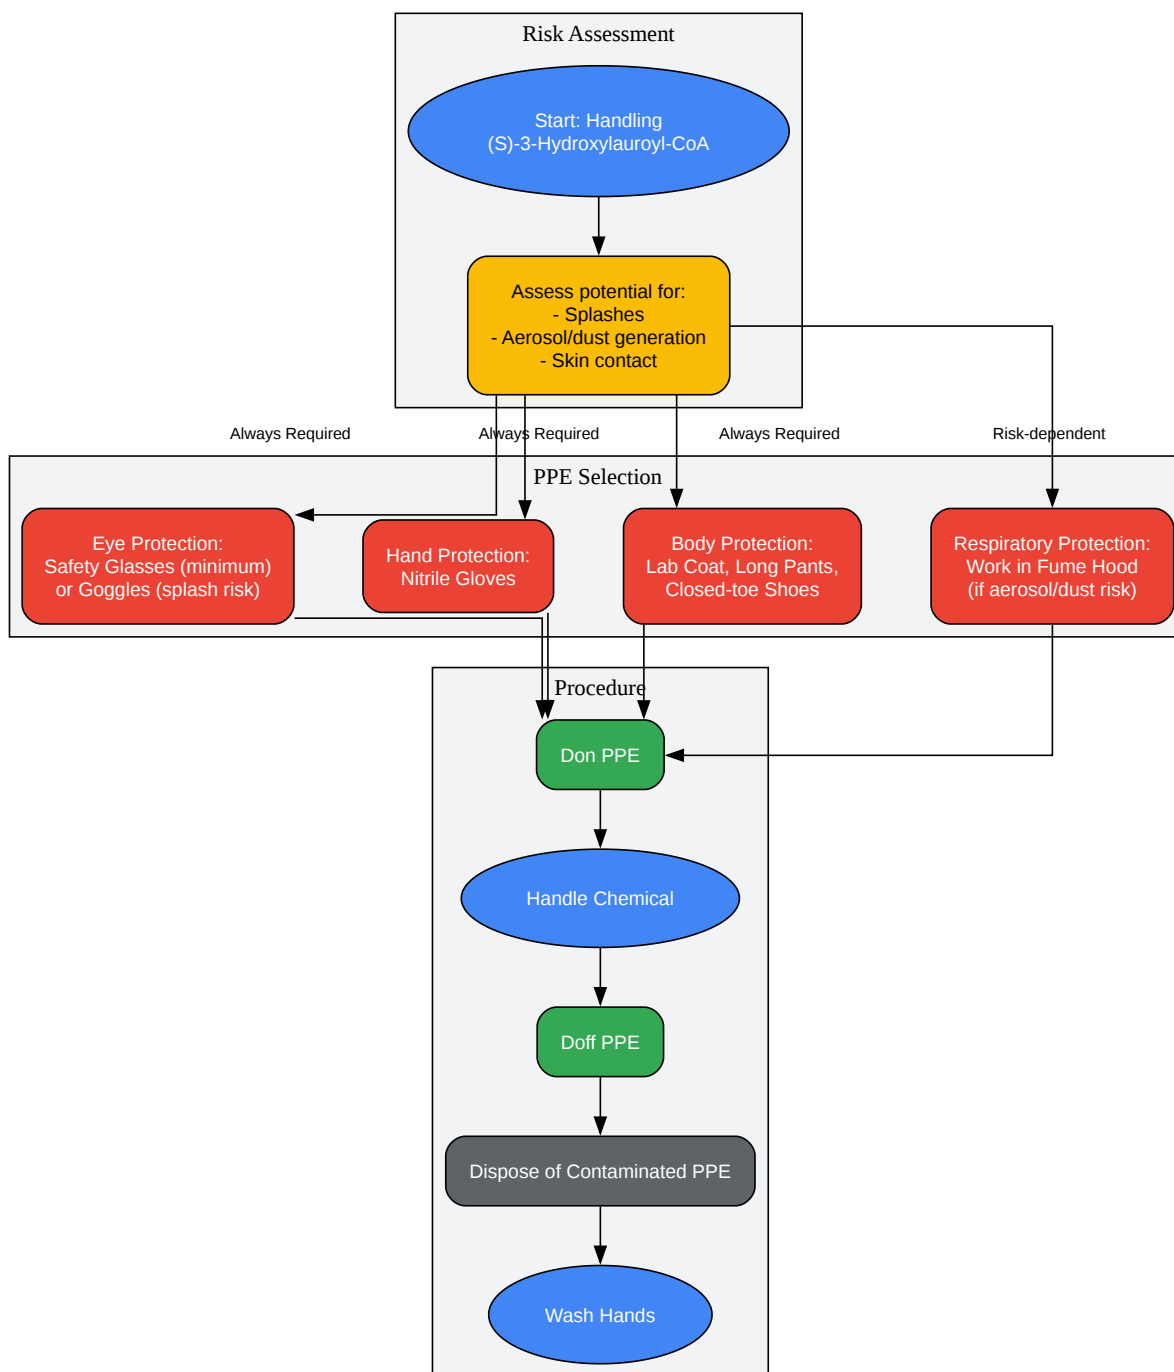 Risk Assessment
Start: Handling
(S)-3-Hydroxylauroyl-CoA
Assess potential for:
- Splashes
- Aerosol/dust generation
- Skin contact
Always Required
Always Required
Always Required
Risk-dependent
PPE Selection
Eye Protection:
Safety Glasses (minimum)
or Goggles (splash risk)
Hand Protection:
Nitrile Gloves
Body Protection:
Lab Coat, Long Pants,
Closed-toe Shoes
Respiratory Protection:
Work in Fume Hood
(if aerosol/dust risk)
Procedure
Don PPE
Handle Chemical
Doff PPE
Dispose of Contaminated PPE
Wash Hands